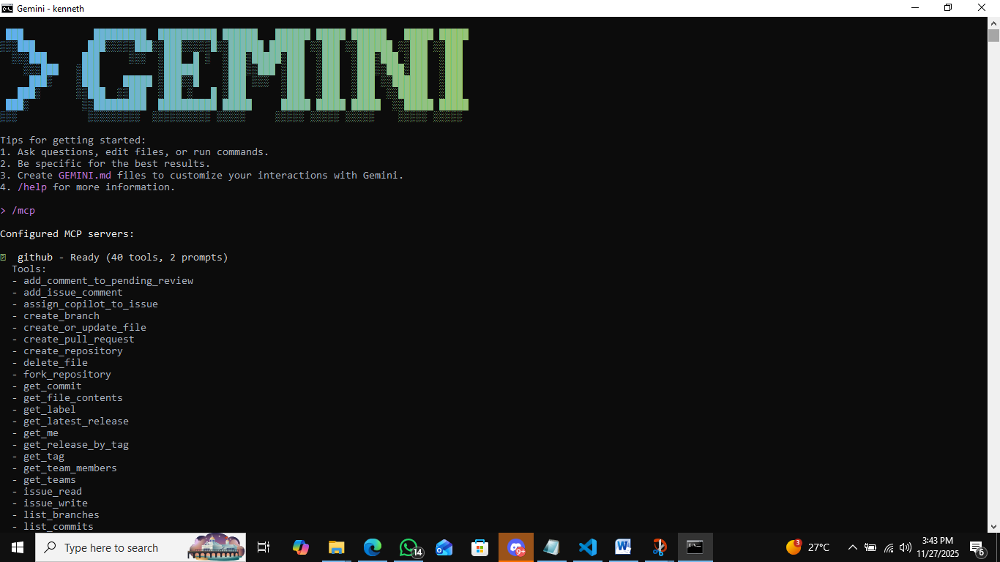 Gemini - kenneth
> GEMINI
Tips for getting started:
1. Ask questions, edit files, or run commands.
2. Be specific for the best results.
3. Create GEMINI.md files to customize your interactions with Gemini.
4. /help for more information.
> /mcp
Configured MCP servers:
github - Ready (40 tools, 2 prompts)
Tools:
- add_comment_to_pending_review
- add_issue_comment
- assign_copilot_to_issue
- create_branch
- create_or_update_file
- create_pull_request
- create_repository
- delete_file
- fork_repository
- get_commit
- get_file_contents
- get_label
- get_latest_release
- get_me
- get_release_by_tag
- get_tag
- get_team_members
- get_teams
- issue_read
- issue_write
- list_branches
- list_commits
Type here to search
14
9+
3
27°C
3:43 PM
11/27/2025
6